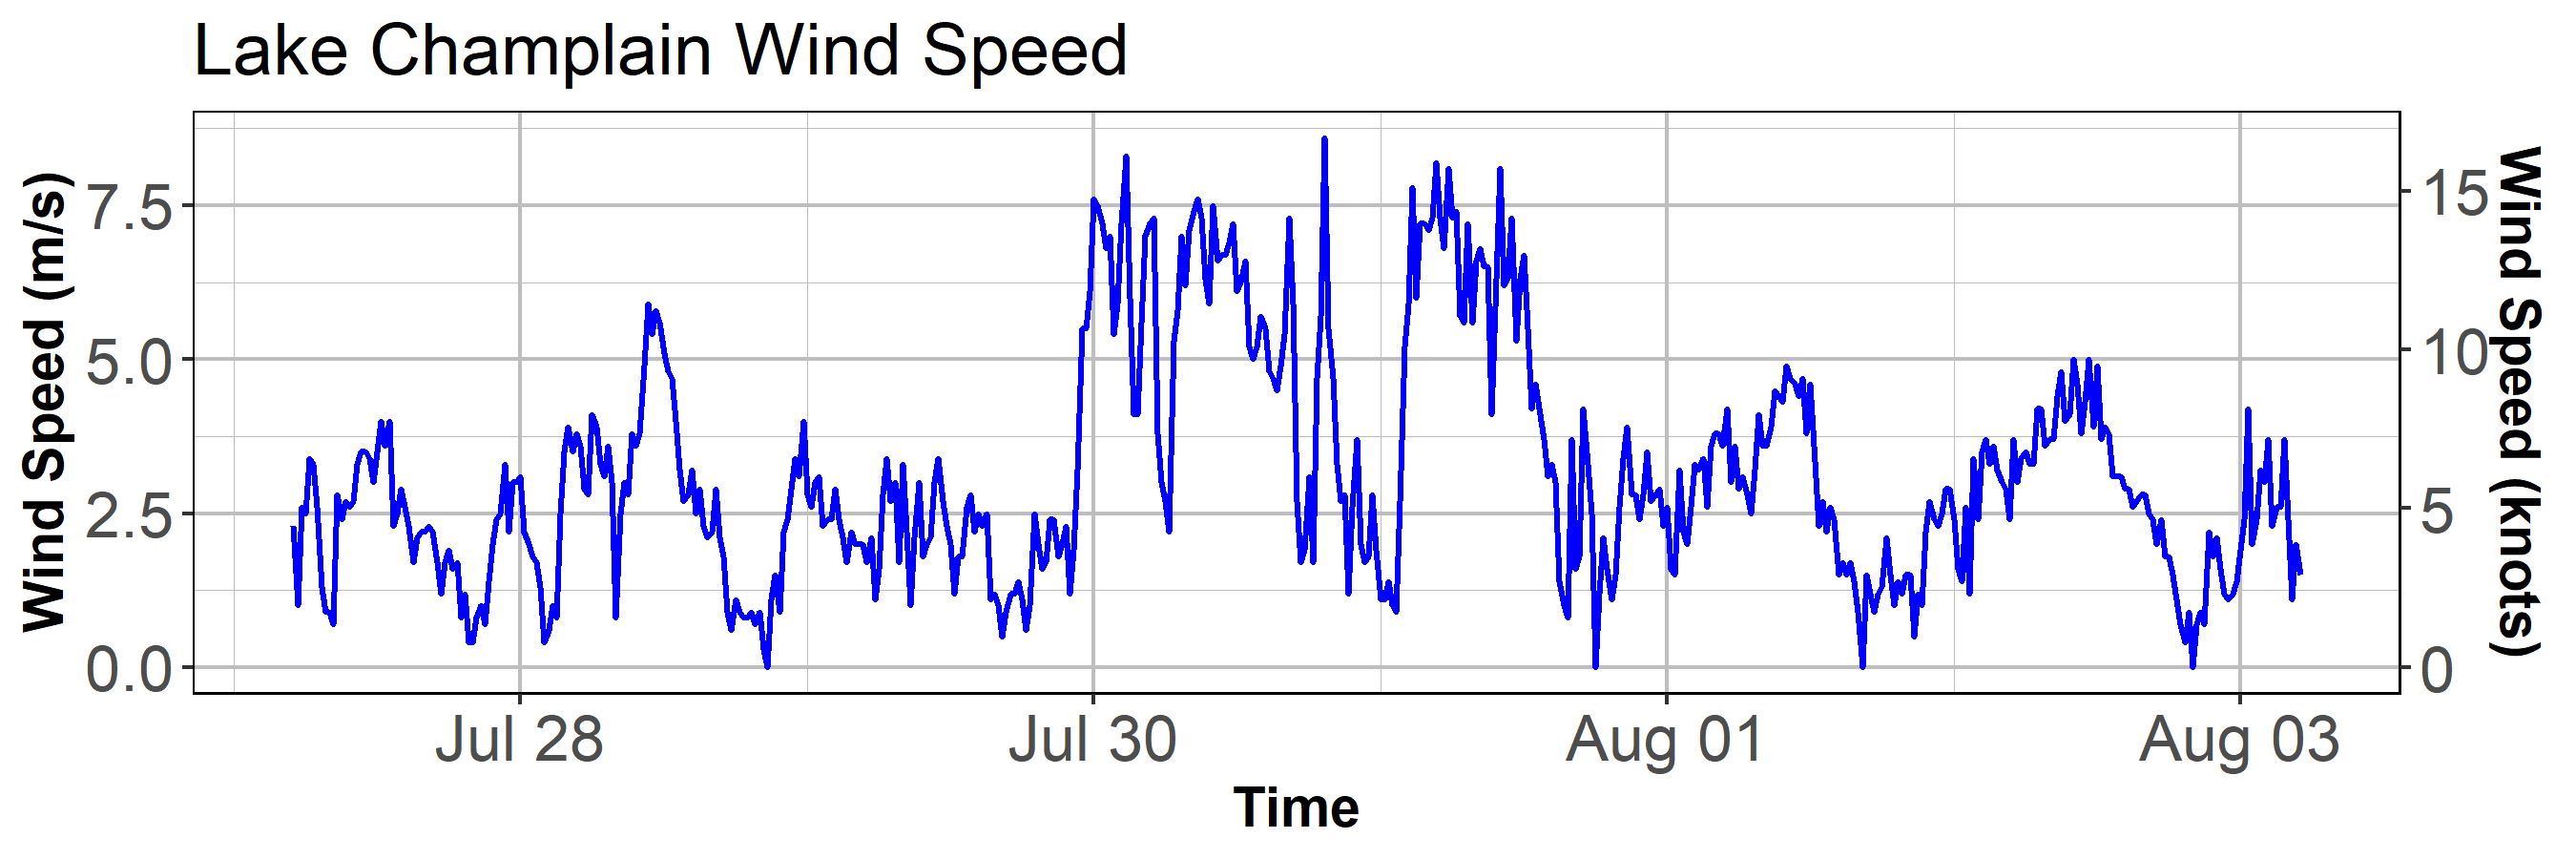 Lake Champlain Wind Speed
Wind Speed (m/s)
7.5
5.0
2.5
0.0
15
10
5
0
Wind Speed (knots)
Jul 28
Jul 30
Aug 01
Aug 03
Time